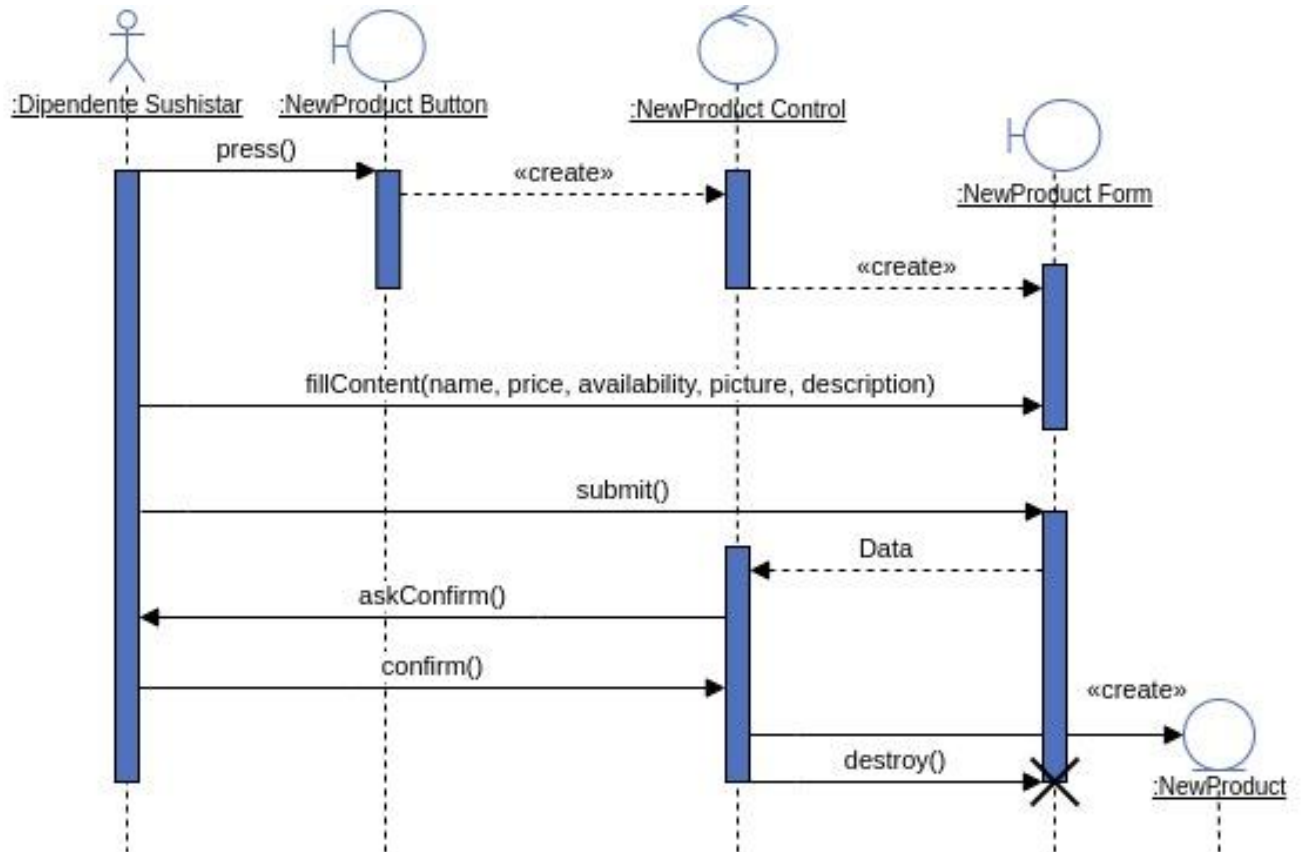 :Dipendente Sushistar
:NewProduct Button
:NewProduct Control
:NewProduct Form
press()
«create»
«create»
fillContent(name, price, availability, picture, description)
submit()
Data
askConfirm()
confirm()
«create»
destroy()
:NewProduct